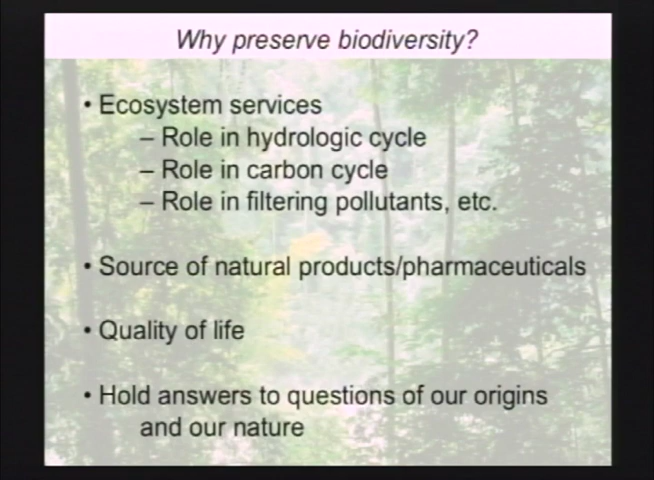 Why preserve biodiversity?
• Ecosystem services
– Role in hydrologic cycle
– Role in carbon cycle
– Role in filtering pollutants, etc.
• Source of natural products/pharmaceuticals
• Quality of life
• Hold answers to questions of our origins
and our nature